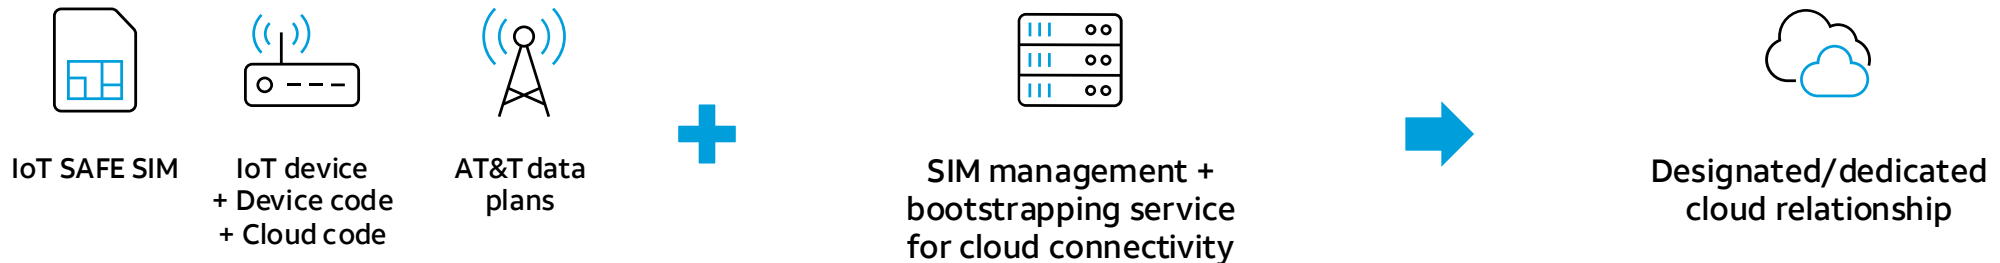 IoT SAFE SIM
IoT device
+ Device code
+ Cloud code
AT&T data
plans
SIM management +
bootstrapping service
for cloud connectivity
Designated/dedicated
cloud relationship